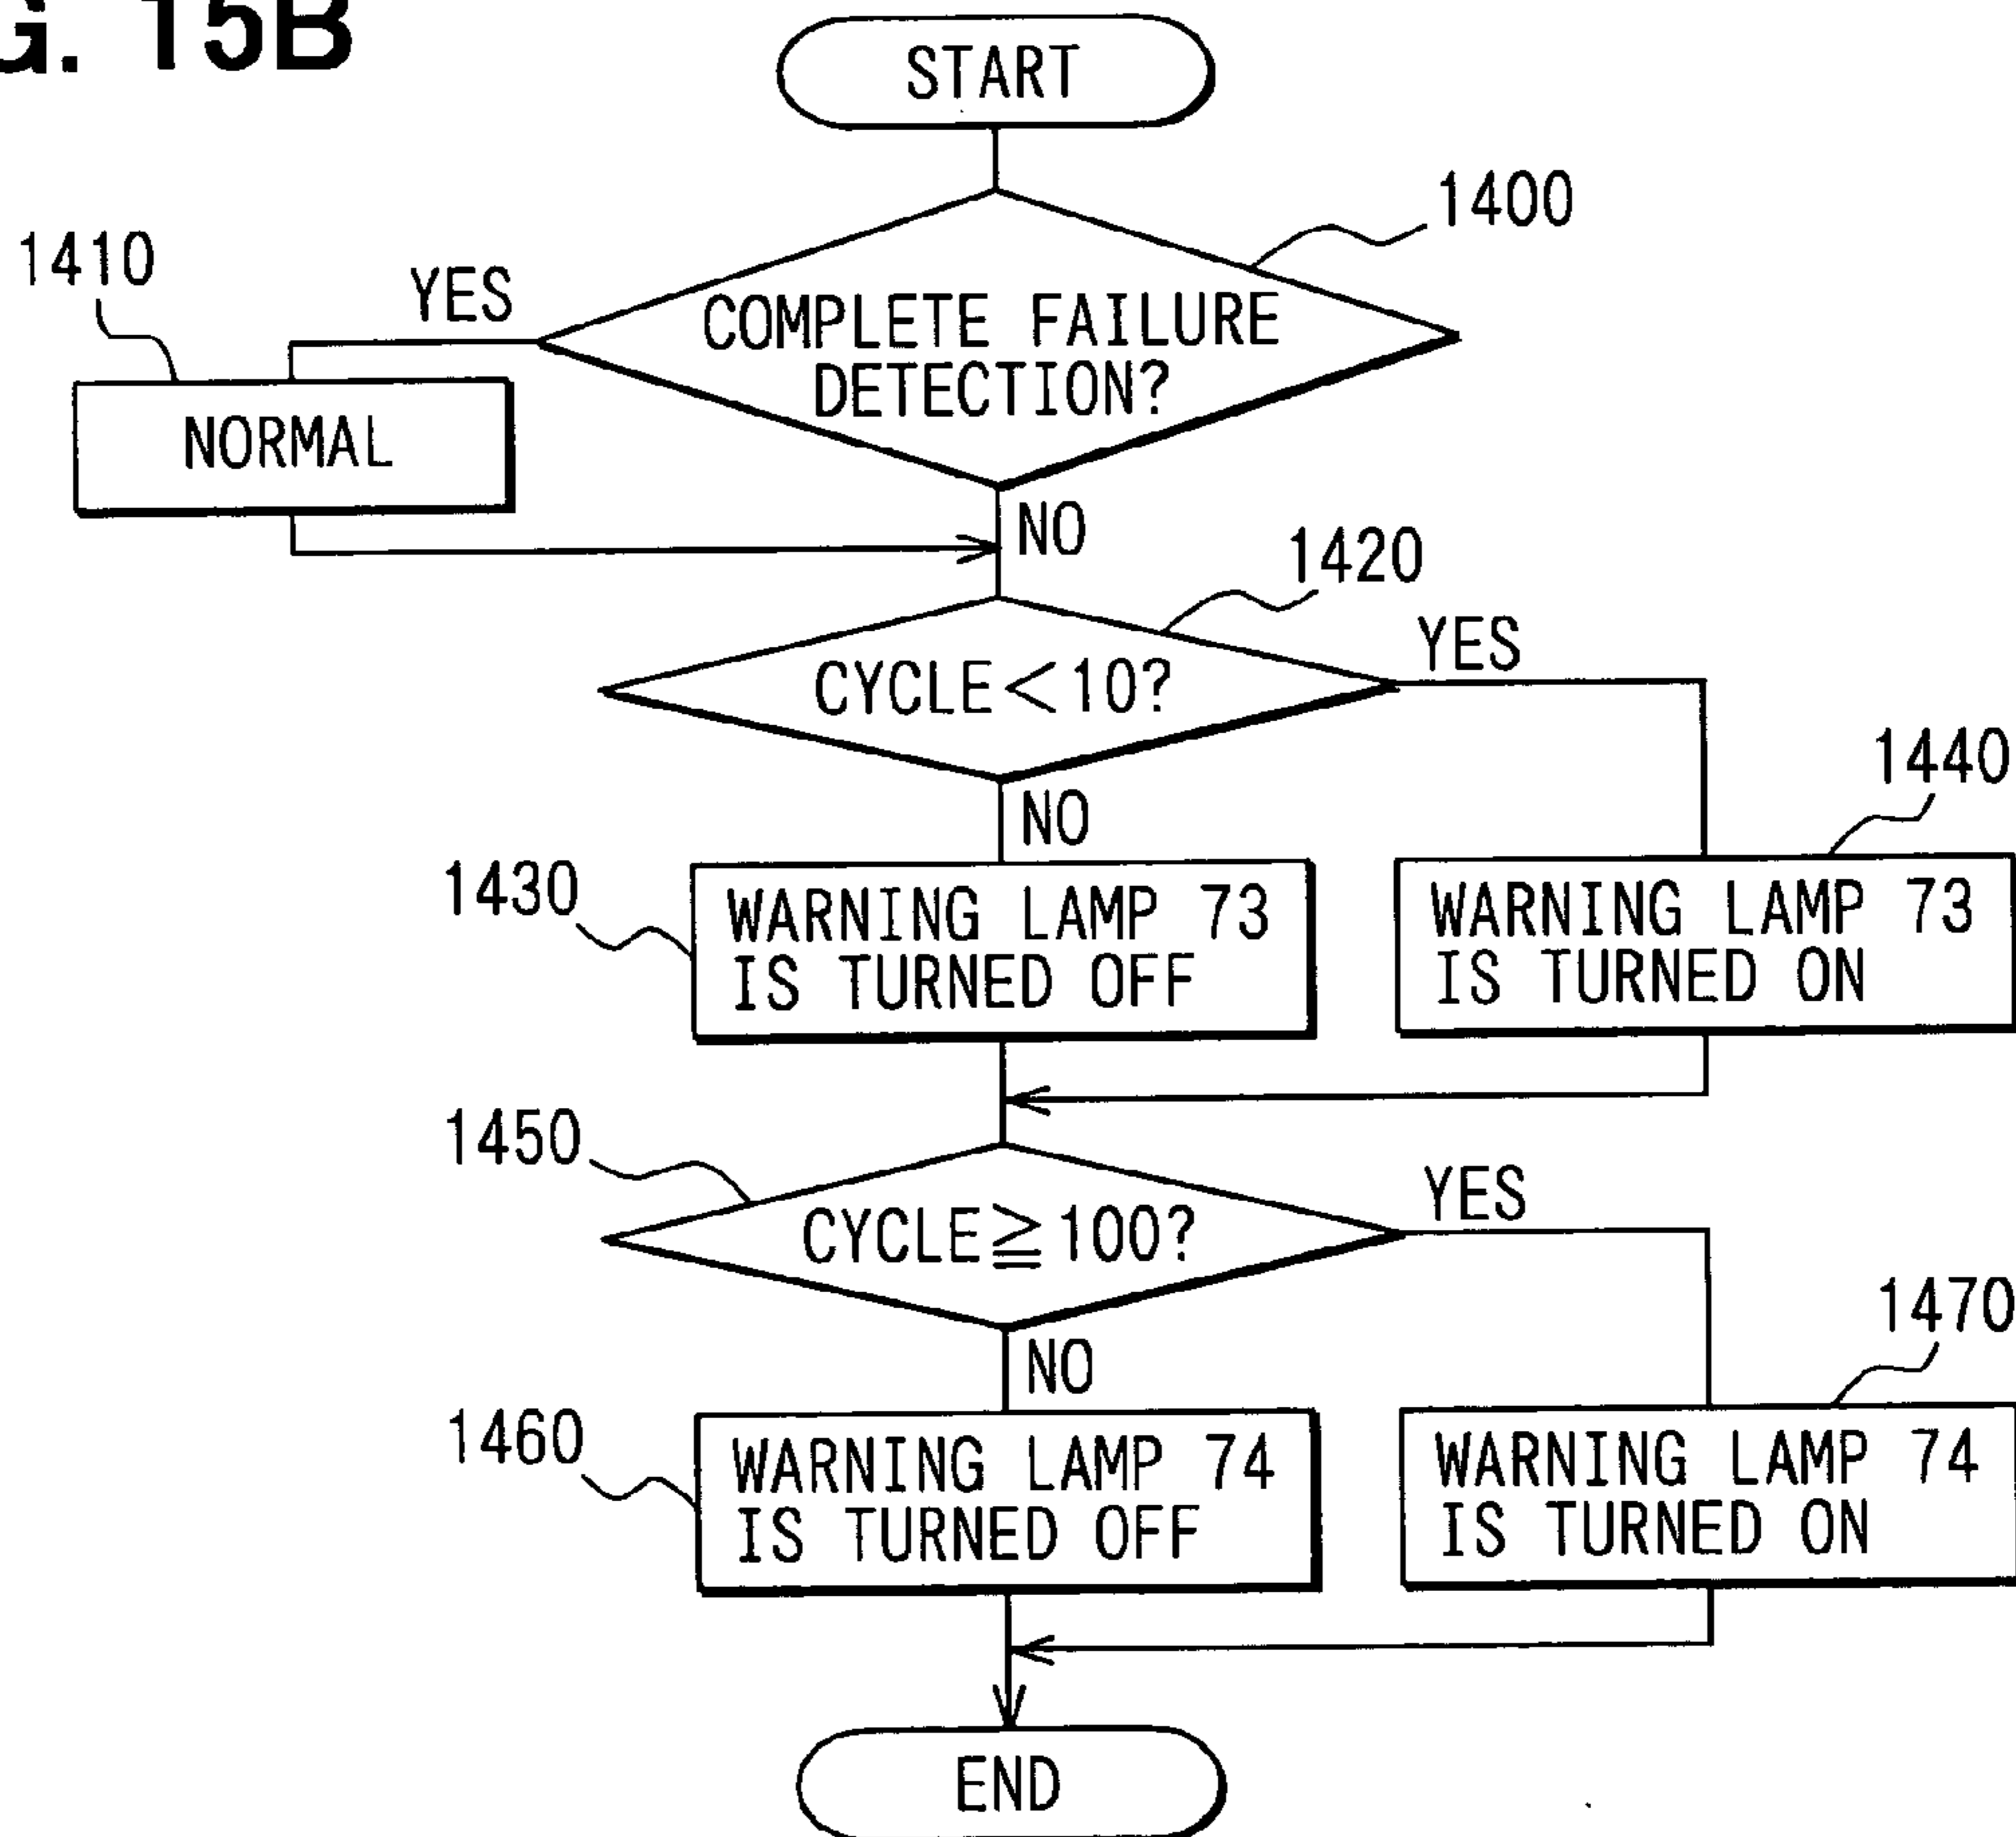 G. 15B
START
1400
1410
YES
COMPLETE FAILURE
DETECTION?
NORMAL
NO
1420
YES
CYCLE<10?
1440
NO
1430
WARNING LAMP 73
IS TURNED OFF
WARNING LAMP 73
IS TURNED ON
1450
YES
CYCLE≧100?
1470
NO
1460
WARNING LAMP 74
IS TURNED OFF
WARNING LAMP 74
IS TURNED ON
END